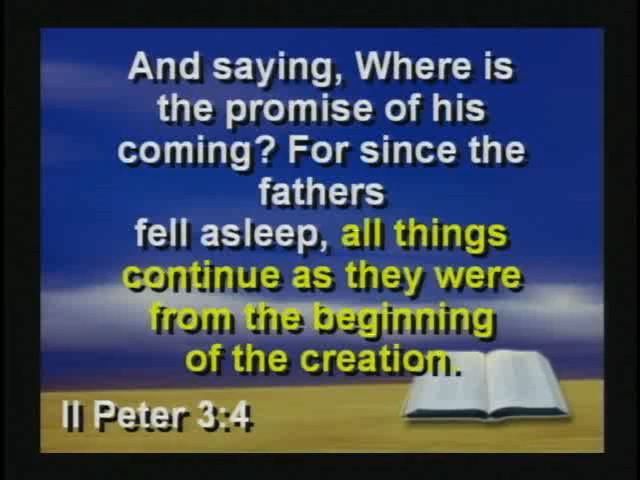 And saying, Where is
the promise of his
coming? For since the
fathers
fell asleep, all things
continue as they were
from the beginning
of the creation.
II Peter 3:4